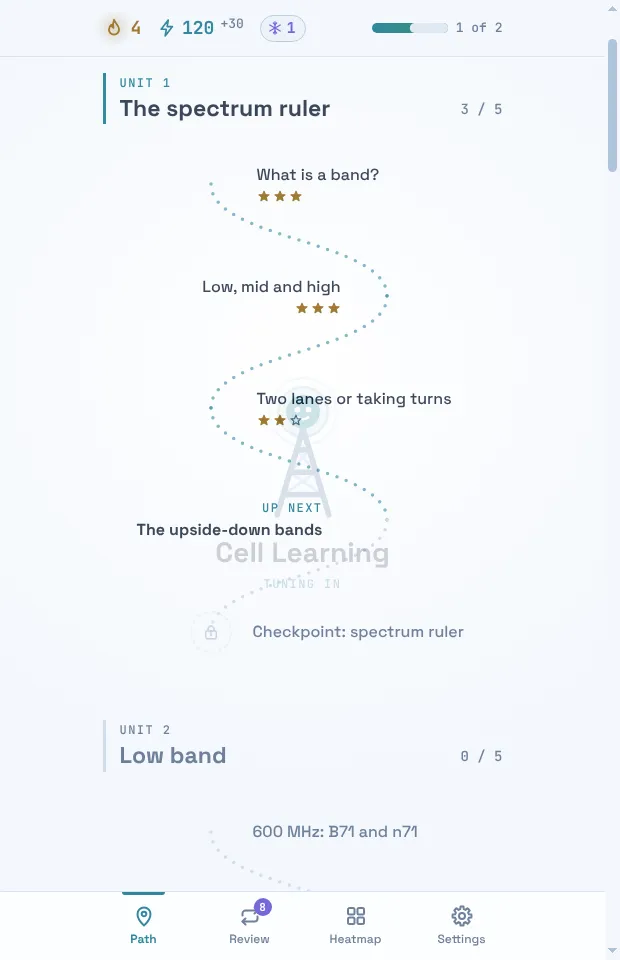 4
120 +30
1
1 of 2
UNIT 1
The spectrum ruler
3 / 5
What is a band?
Low, mid and high
Two lanes or taking turns
UP NEXT
The upside-down bands
Cell Learning
TUNING IN
Checkpoint: spectrum ruler
UNIT 2
Low band
0 / 5
600 MHz: B71 and n71
Path
8
Review
Heatmap
Settings